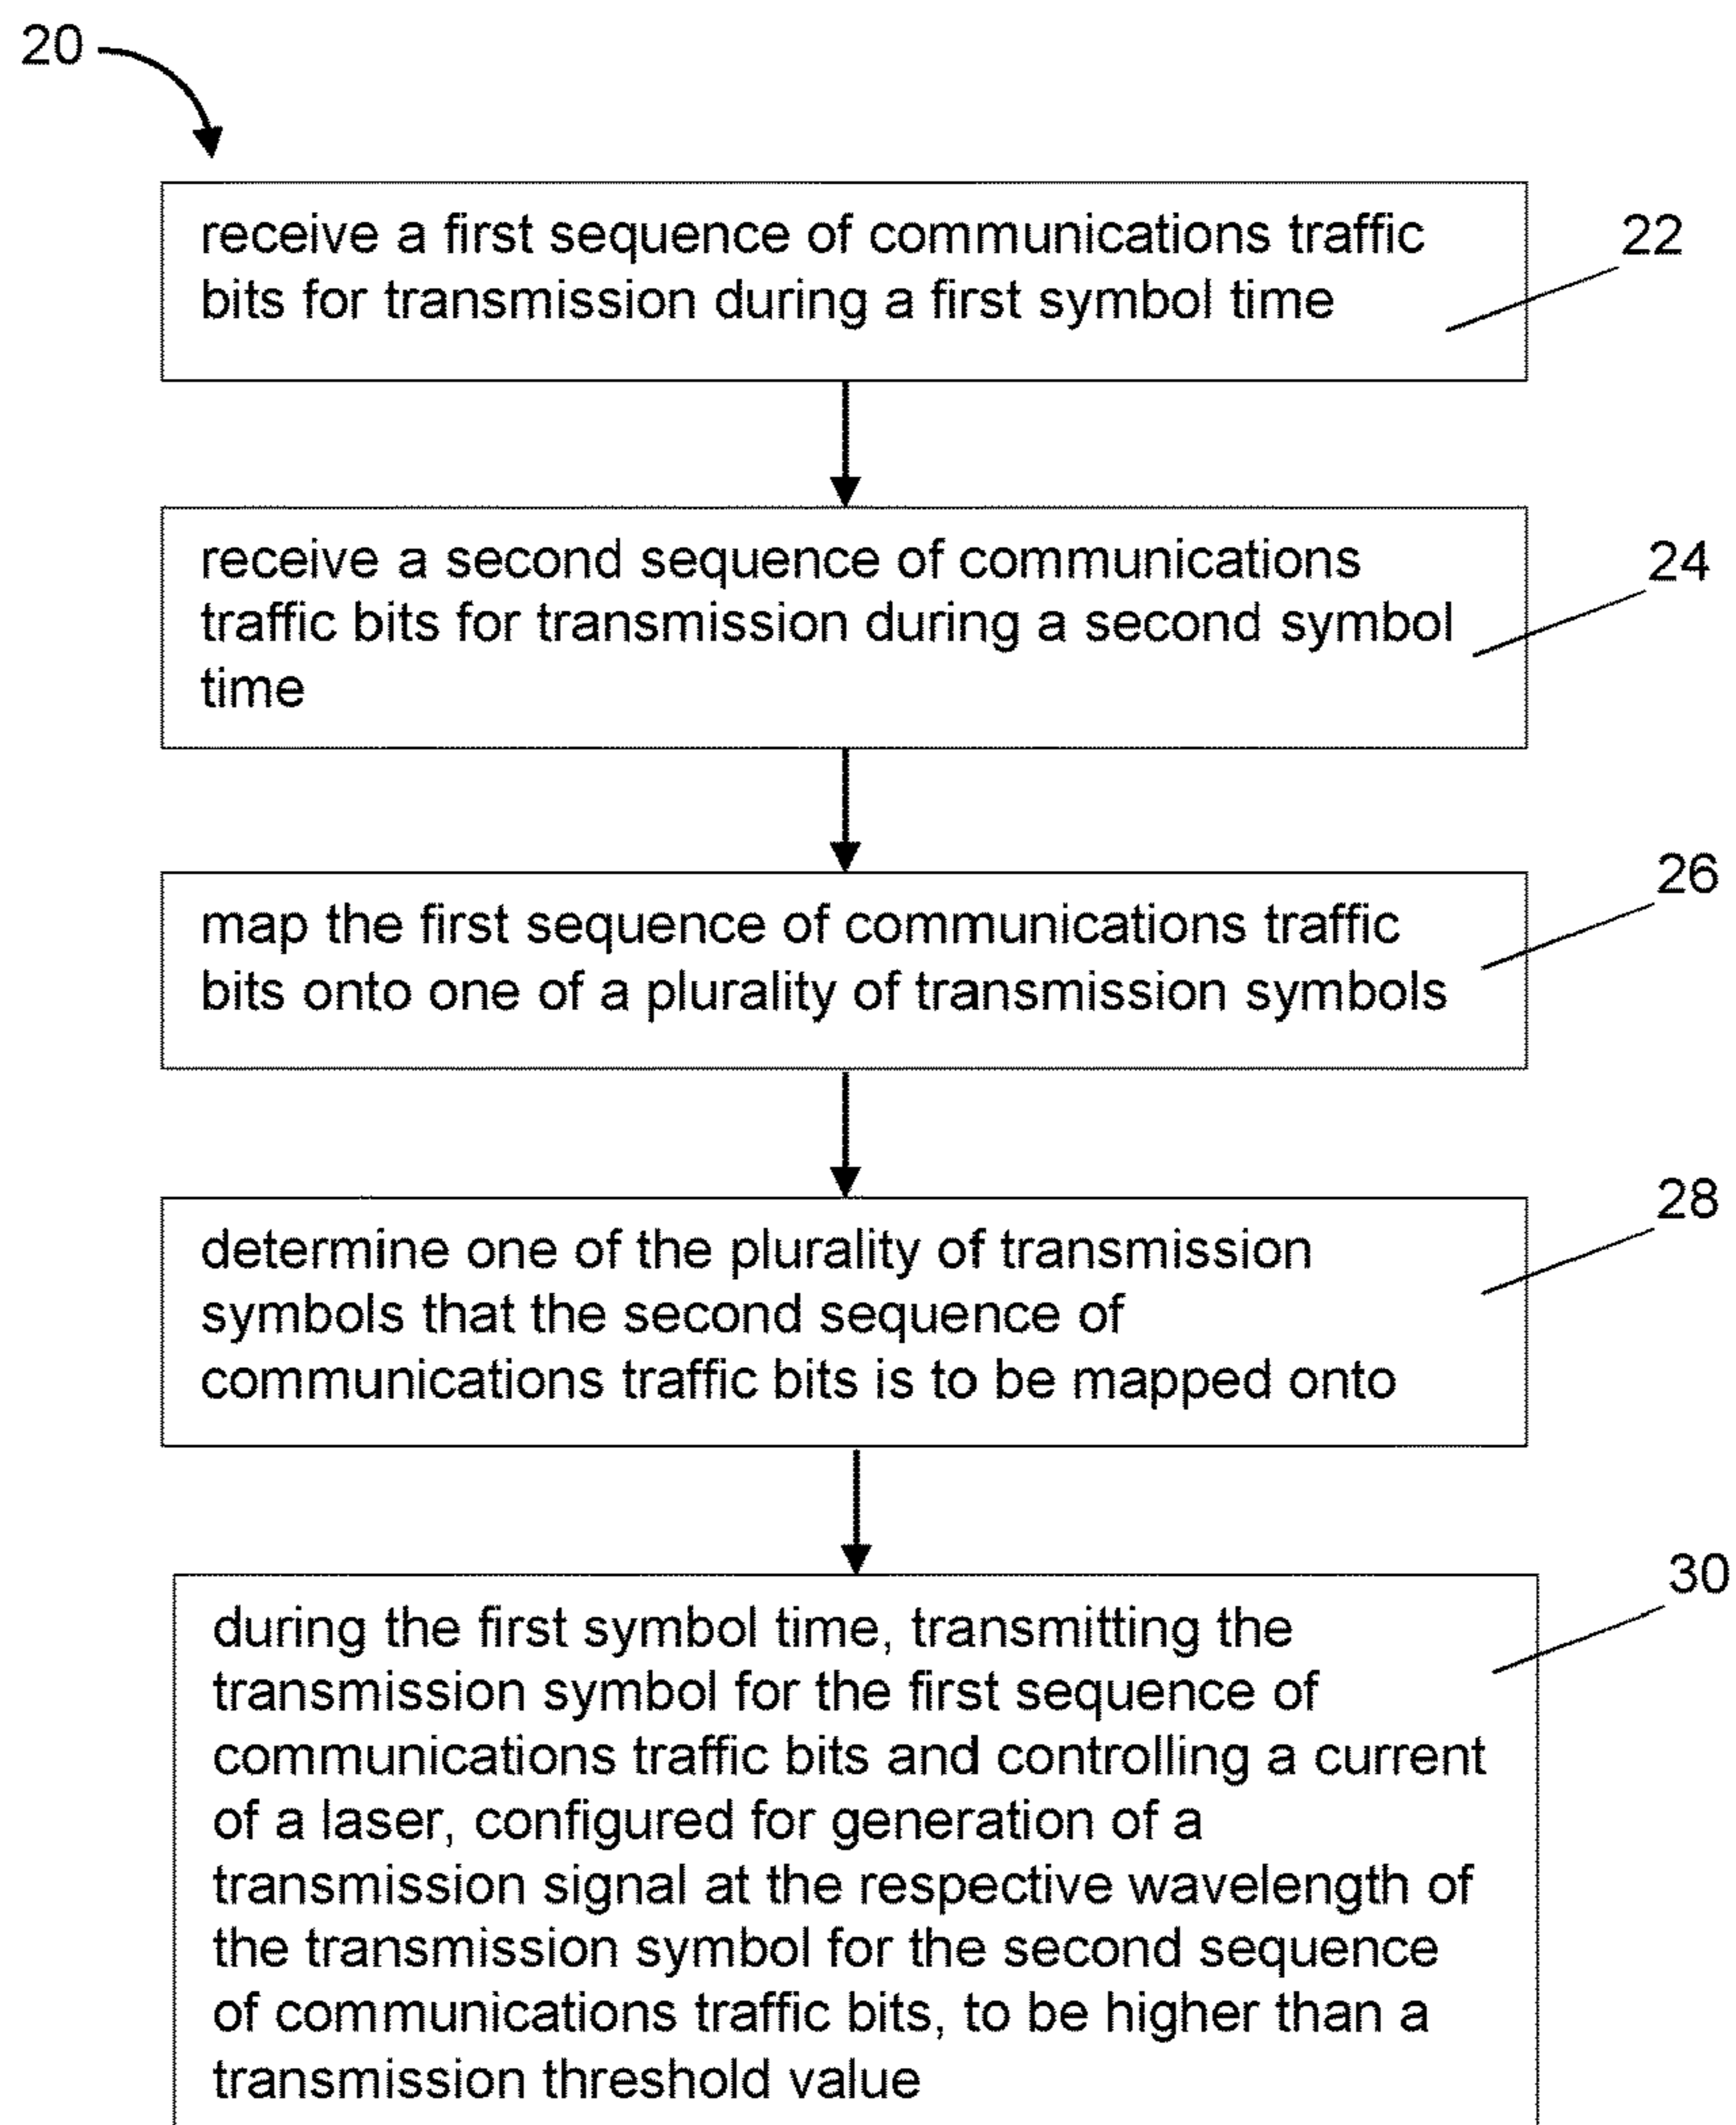 20
receive a first sequence of communications traffic
bits for transmission during a first symbol time
22
receive a second sequence of communications
traffic bits for transmission during a second symbol
time
24
map the first sequence of communications traffic
bits onto one of a plurality of transmission symbols
26
determine one of the plurality of transmission
symbols that the second sequence of
communications traffic bits is to be mapped onto
28
during the first symbol time, transmitting the
transmission symbol for the first sequence of
communications traffic bits and controlling a current
of a laser, configured for generation of a
transmission signal at the respective wavelength of
the transmission symbol for the second sequence
of communications traffic bits, to be higher than a
transmission threshold value
30